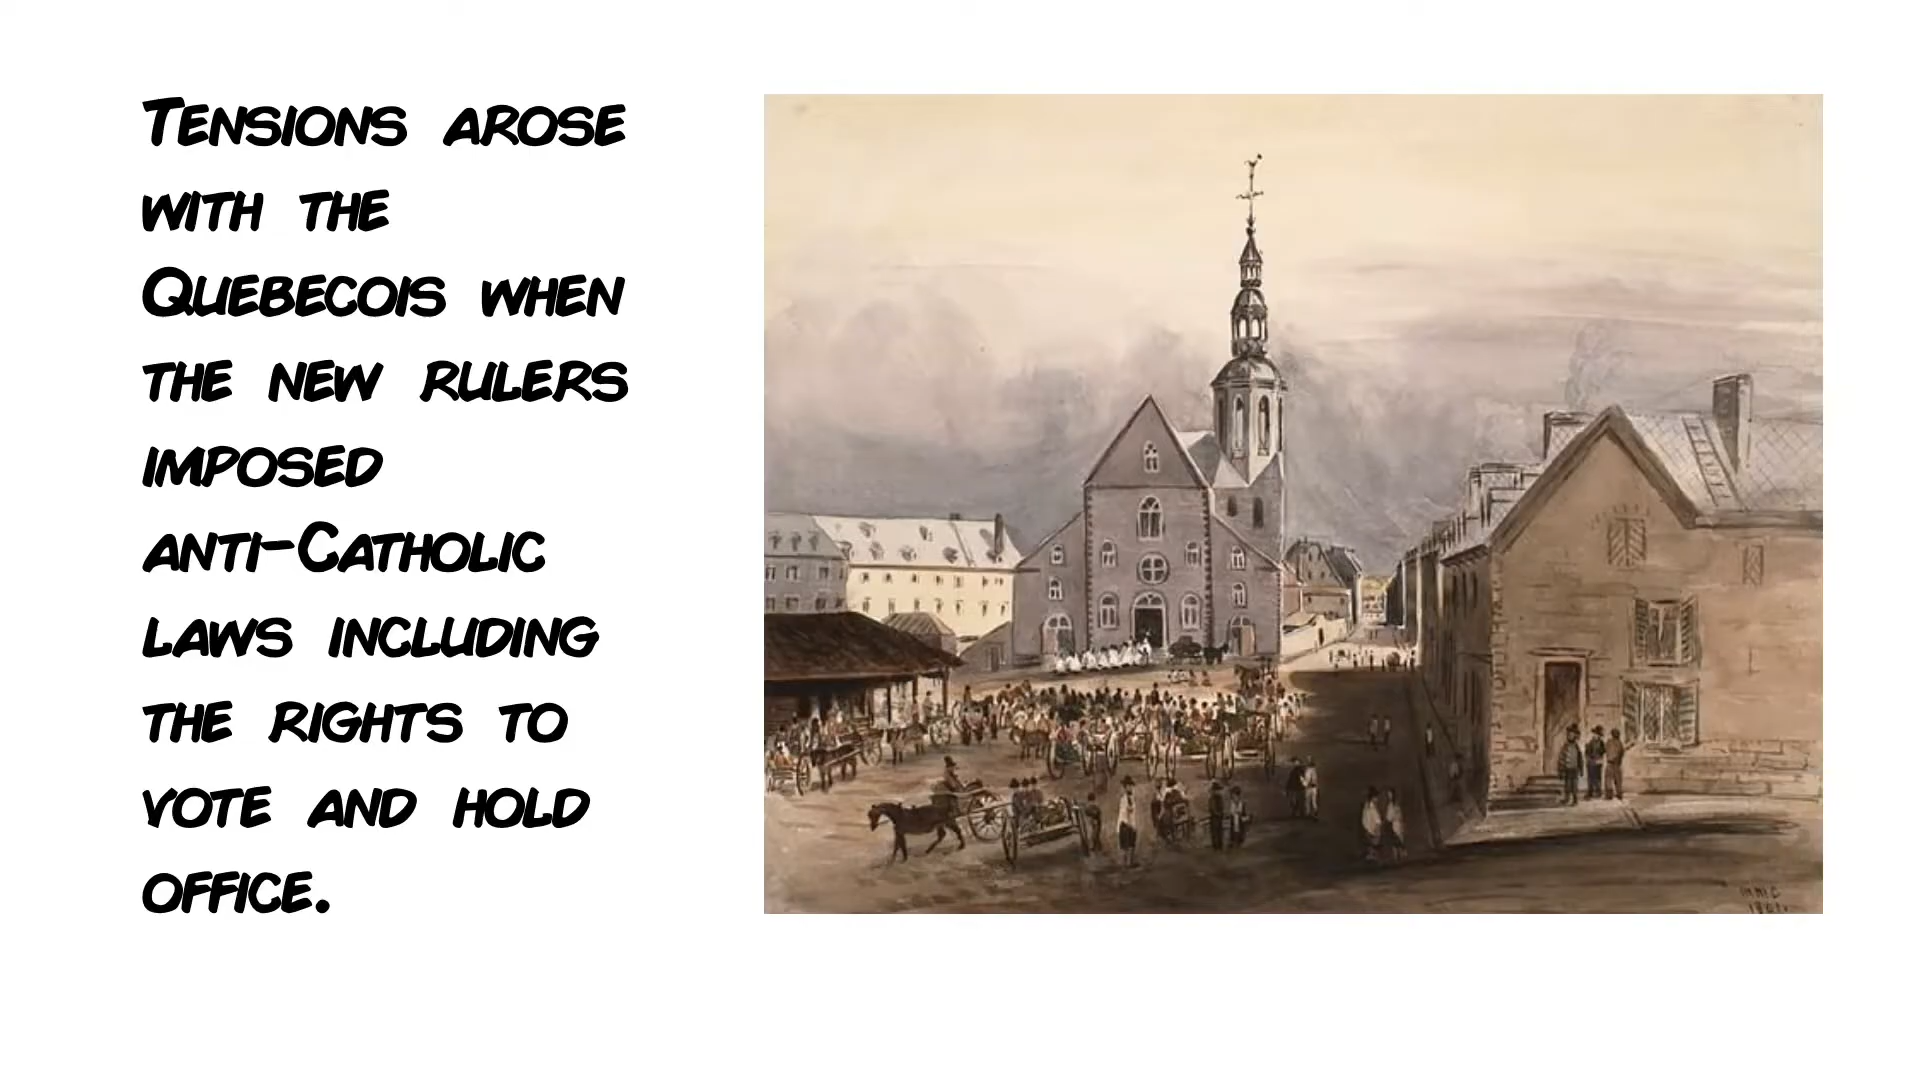 Tensions arose
with the
Quebecois when
the new rulers
imposed
anti-Catholic
laws including
the rights to
vote and hold
office.